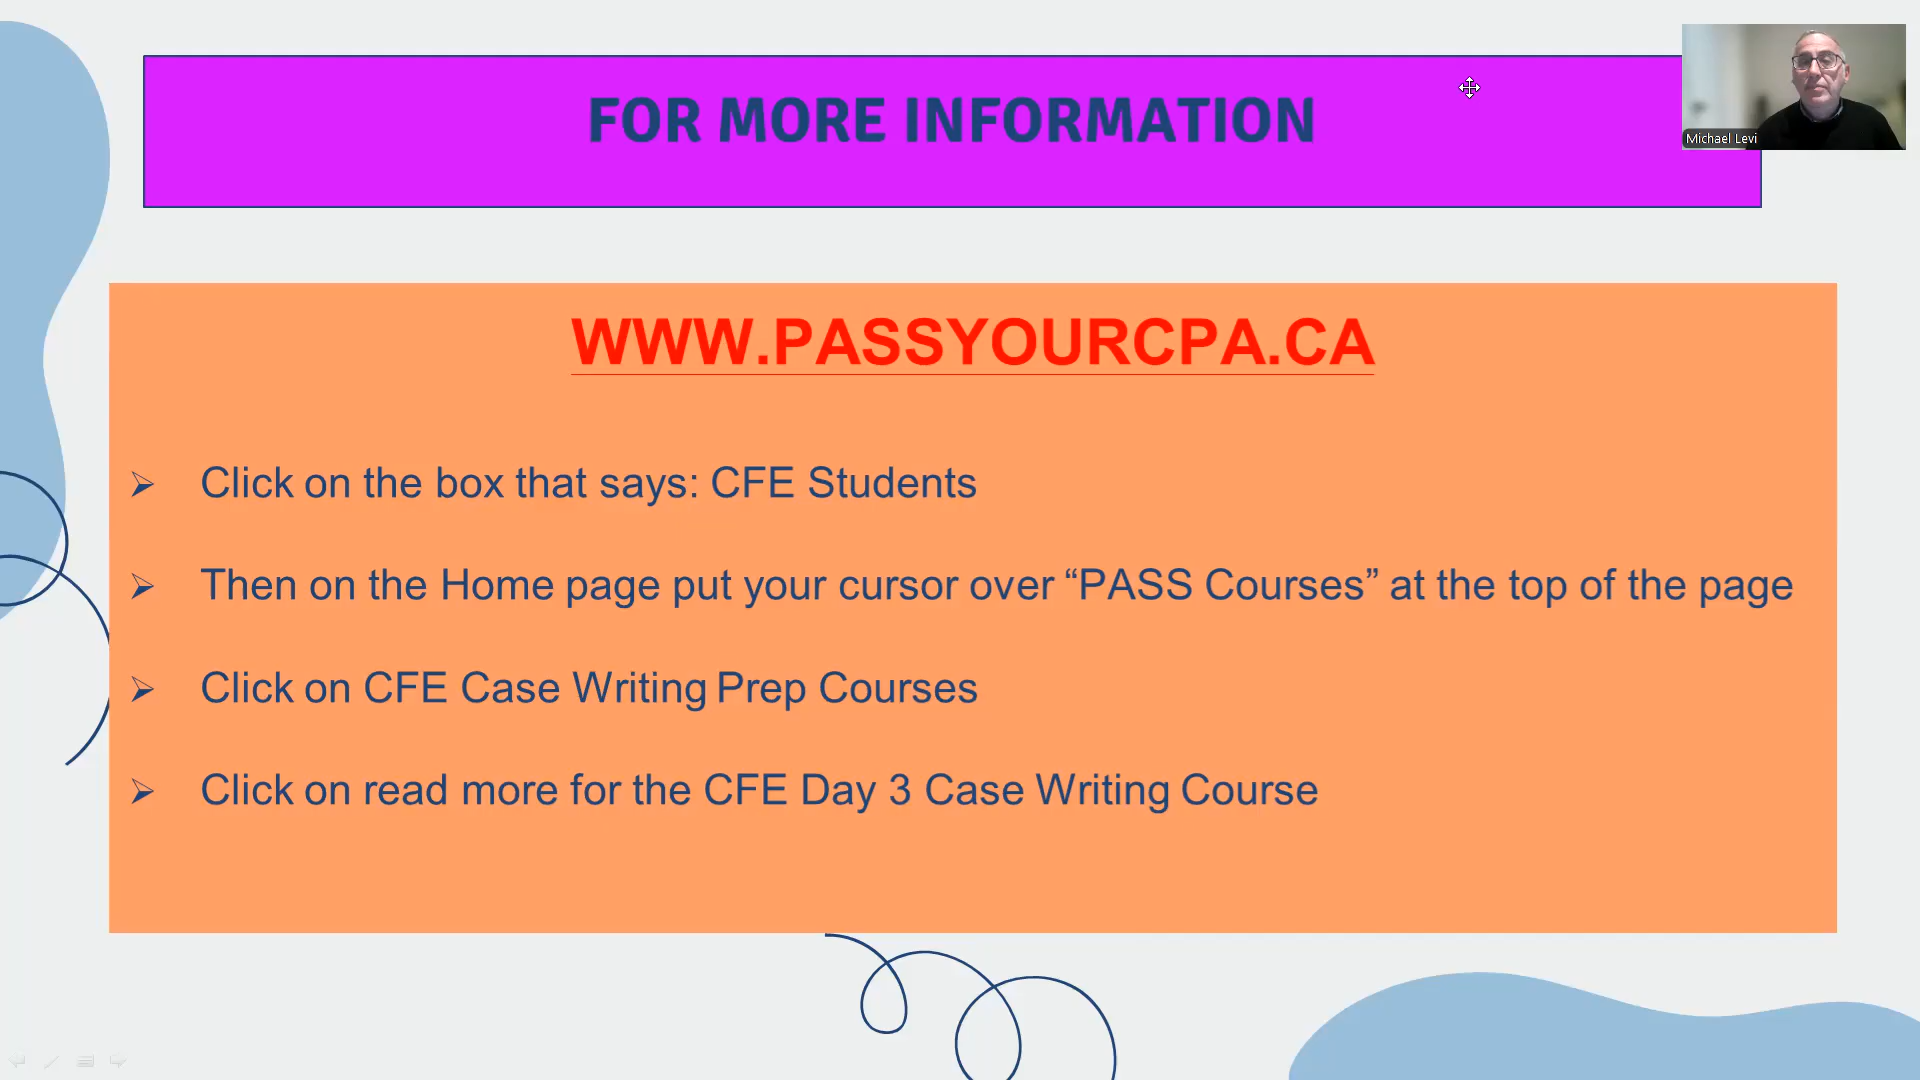 FOR MORE INFORMATION
Michael Levi
WWW.PASSYOURCPA.CA
➢ Click on the box that says: CFE Students
➢ Then on the Home page put your cursor over “PASS Courses” at the top of the page
➢ Click on CFE Case Writing Prep Courses
➢ Click on read more for the CFE Day 3 Case Writing Course